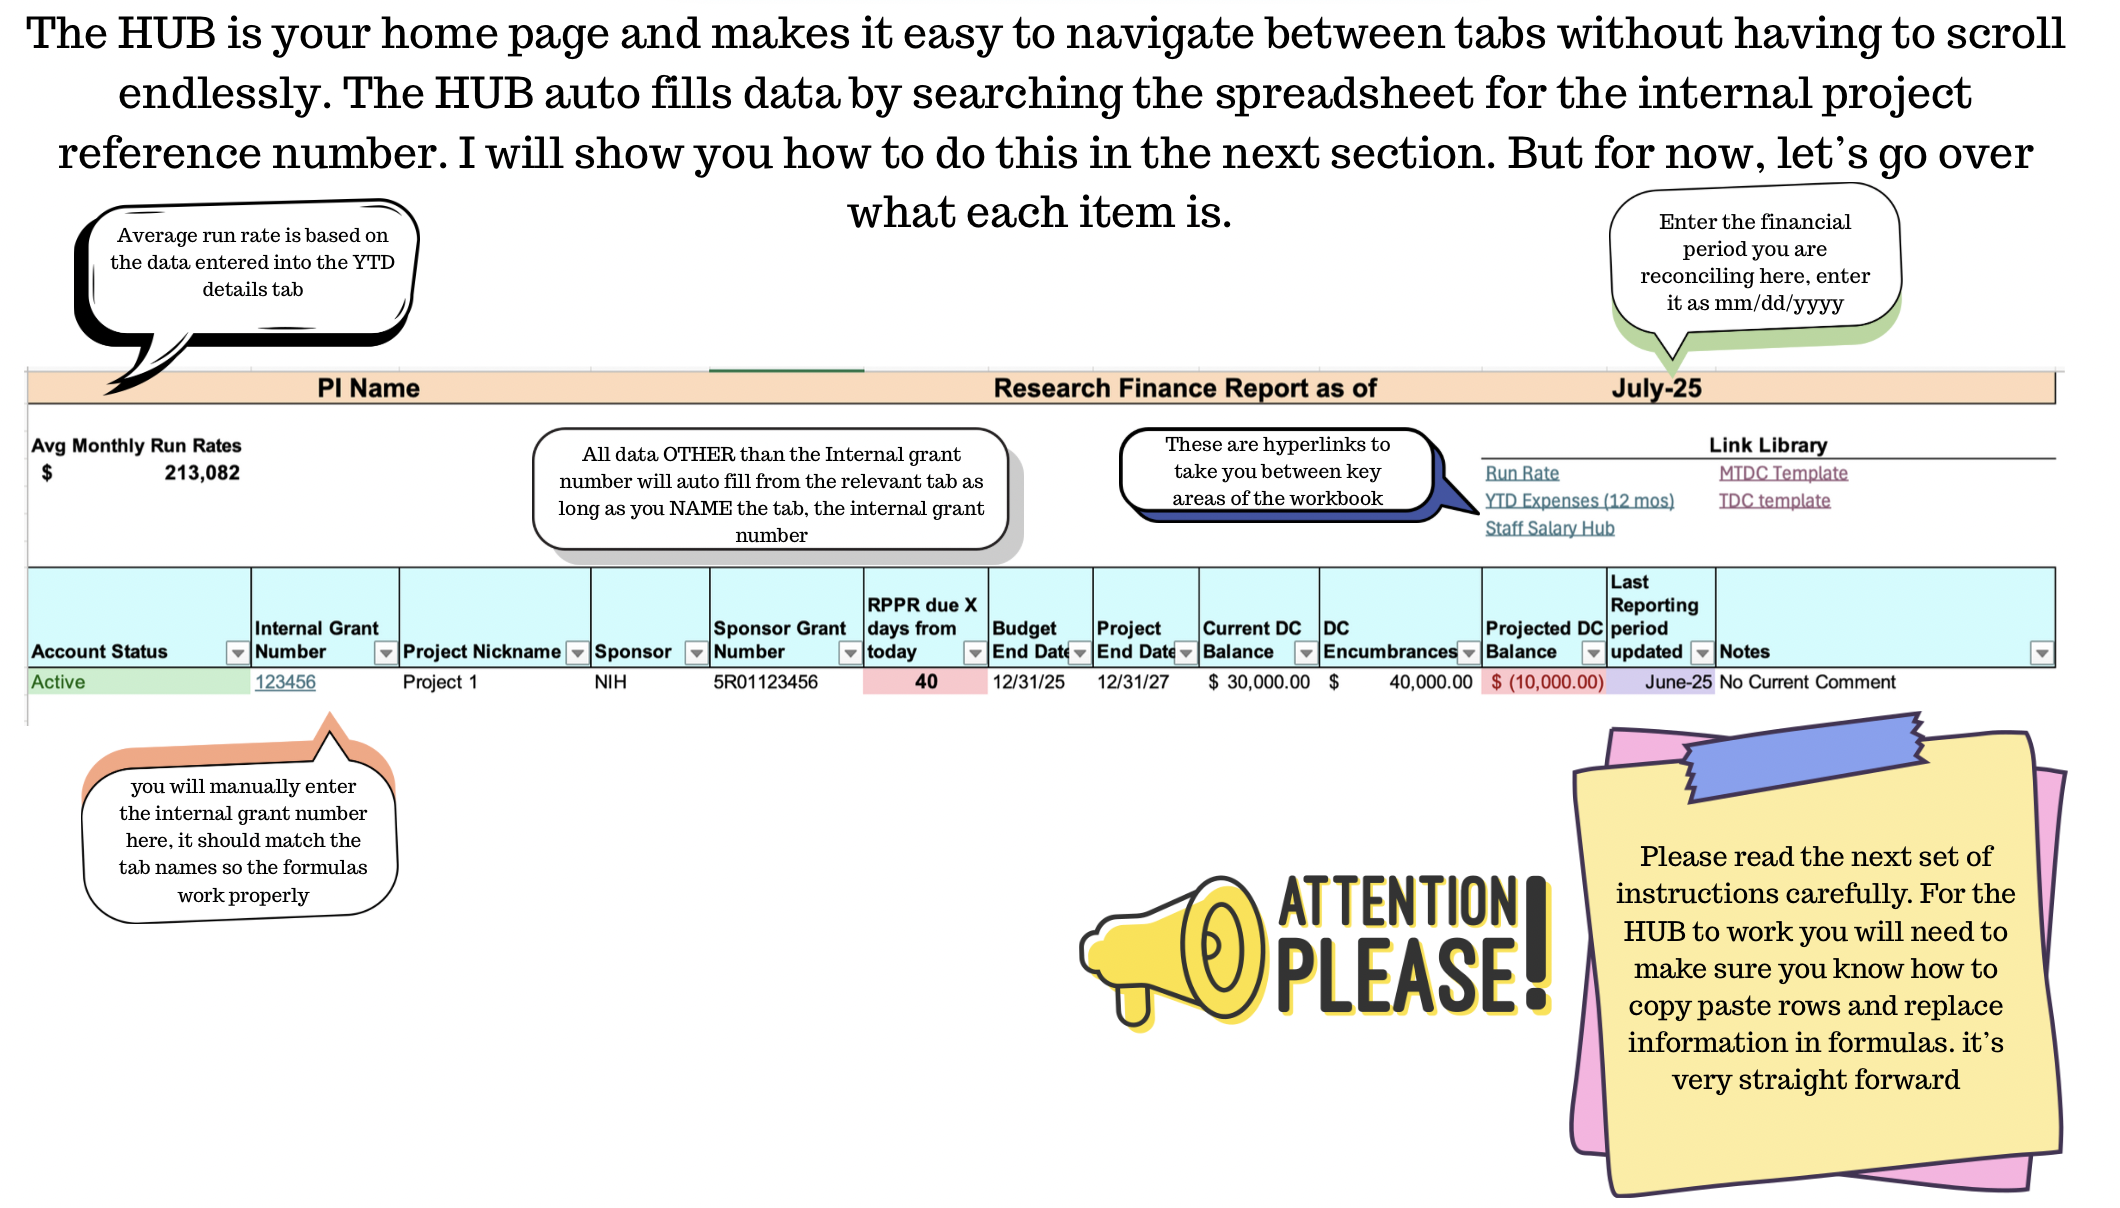 The HUB is your home page and makes it easy to navigate between tabs without having to scroll
endlessly. The HUB auto fills data by searching the spreadsheet for the internal project
reference number. I will show you how to do this in the next section. But for now, let's go over
what each item is.
Average run rate is based on
the data entered into the YTD
details tab
Enter the financial
period you are
reconciling here, enter
it as mm/dd/yyyy
PI Name
Research Finance Report as of
July-25
Avg Monthly Run Rates
$ 213,082
All data OTHER than the Internal grant
number will auto fill from the relevant tab as
long as you NAME the tab, the internal grant
number
These are hyperlinks to
take you between key
areas of the workbook
Link Library
Run Rate
MTDC Template
YTD Expenses (12 mos)
TDC template
Staff Salary Hub
Account Status
Internal Grant
Number
Project Nickname
Sponsor
Sponsor Grant
Number
RPPR due X
days from
today
Budget
End Date
Project
End Date
Current DC
Balance
DC
Encumbrances
Projected DC
Balance
Last
Reporting
period
updated
Notes
Active
123456
Project 1
NIH
5R01123456
40
12/31/25
12/31/27
$ 30,000.00
$ 40,000.00
$ (10,000.00)
June-25
No Current Comment
you will manually enter
the internal grant number
here, it should match the
tab names so the formulas
work properly
ATTENTION
PLEASE!
Please read the next set of
instructions carefully. For the
HUB to work you will need to
make sure you know how to
copy paste rows and replace
information in formulas. it's
very straight forward